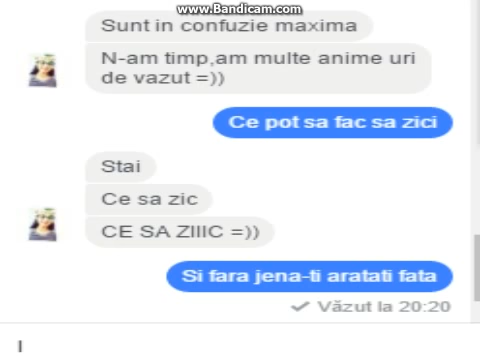 www.Bandicam.com
Sunt in confuzie maxima
N-am timp,am multe anime uri
de vazut =))
Ce pot sa fac sa zici
Stai
Ce sa zic
CE SA ZIIIC =))
Si fara jena-ti aratati fata
Văzut la 20:20